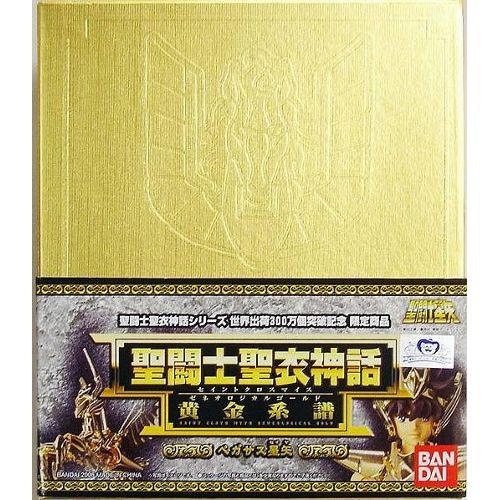 聖闘士聖衣神話シリーズ 世界出荷300万個突破記念 限定商品
聖闘士星矢
聖闘士聖衣神話
セイントクロスマイス
ゼネオロジカルゴールド
黄金系譜
SAINT CLOTH MYTH GENEALOGICAL GOLD
ペガサス星矢
BANDAI 2006 MADE IN CHINA
BAN
DAI